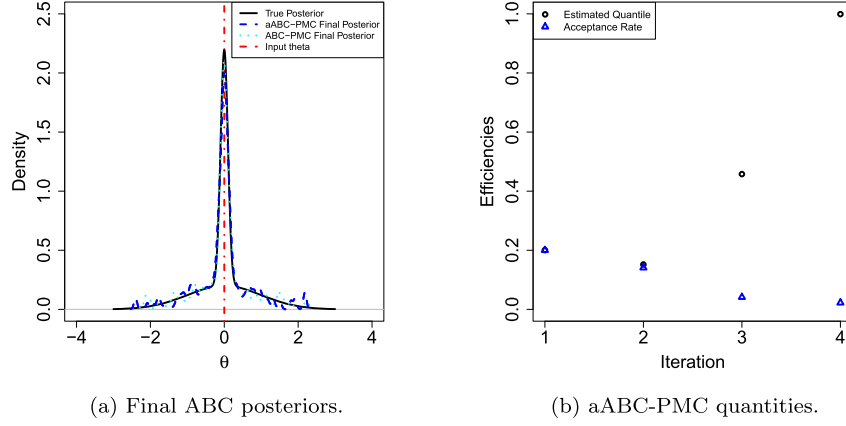 True Posterior
aABC−PMC Final Posterior
ABC−PMC Final Posterior
Input theta
Density
0.0 0.5 1.0 1.5 2.0 2.5
−4 −2 0 2 4
θ
(a) Final ABC posteriors.
Estimated Quantile
Acceptance Rate
Efficiencies
0.0 0.2 0.4 0.6 0.8 1.0
1 2 3 4
Iteration
(b) aABC-PMC quantities.